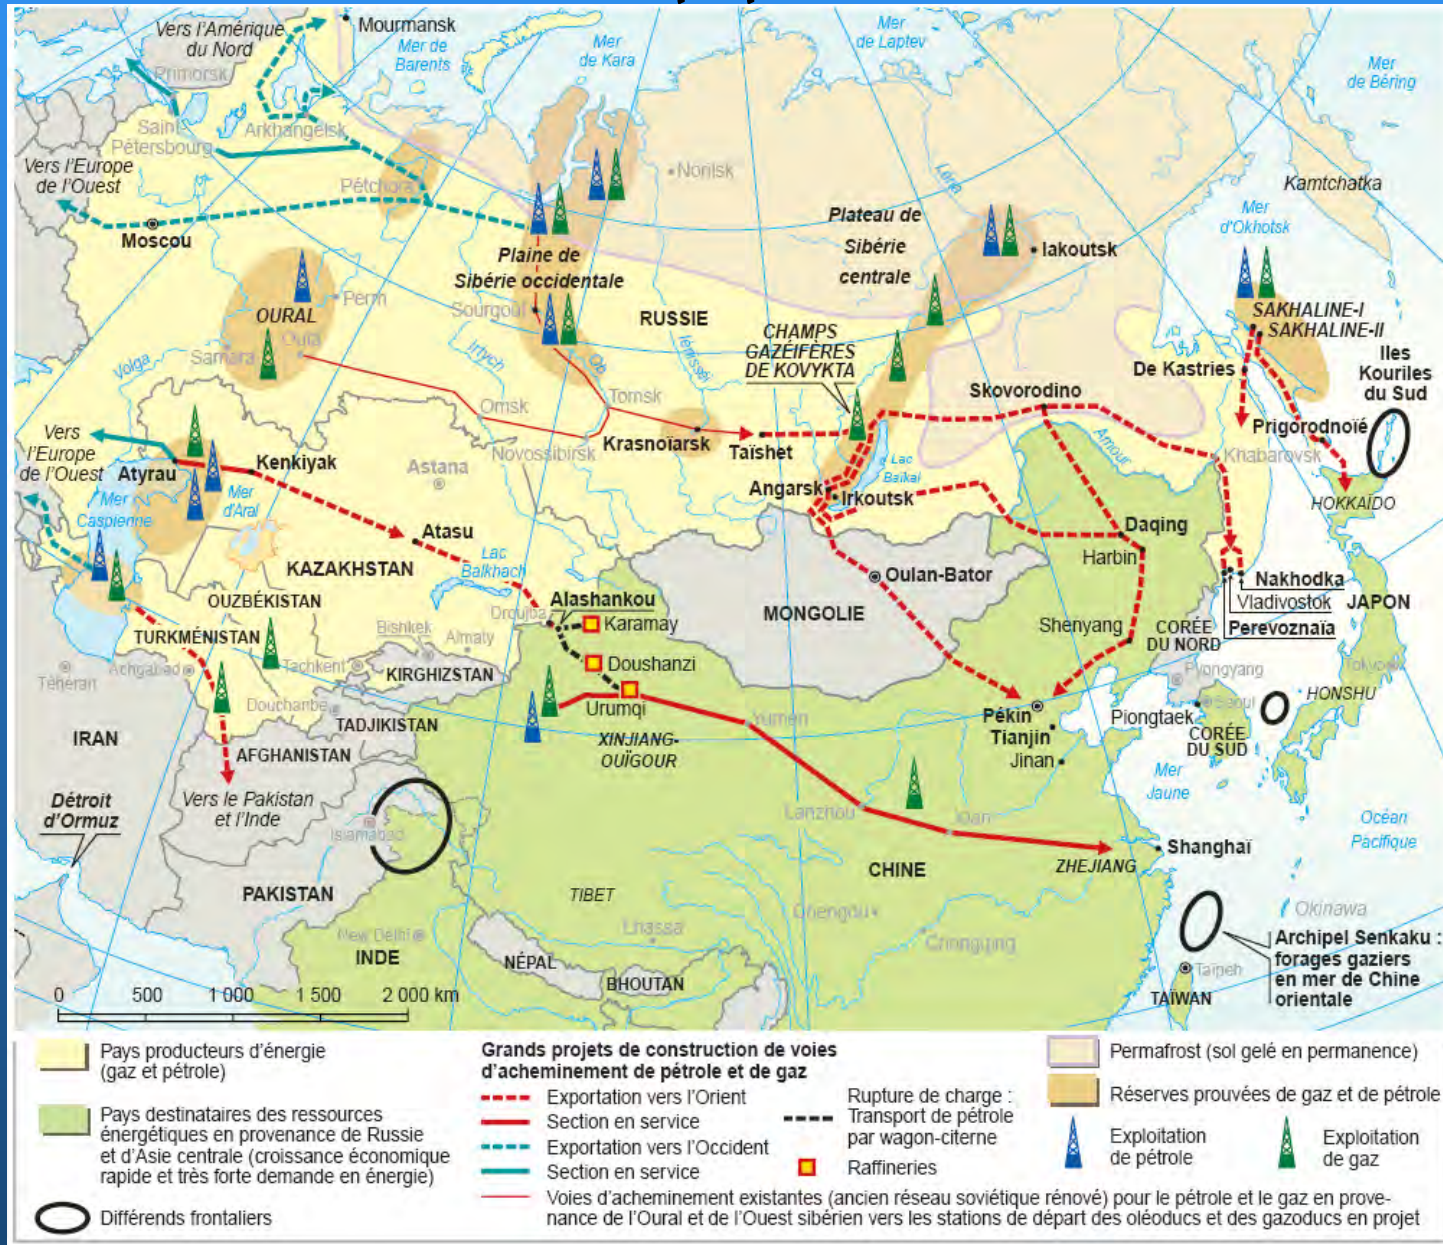 Vers l'Amérique
du Nord
Mourmansk
Mer de
Barents
Mer
de Kara
Mer
de Laptev
Mer
de Béring
Primorsk
Saint-
Pétersbourg
Arkhangelsk
Vers l'Europe
de l'Ouest
Pétchora
Norilsk
Léna
Kamtchatka
Moscou
Plateau de
Sibérie
centrale
Iakoutsk
Mer
d'Okhotsk
Plaine de
Sibérie occidentale
Perm
Sourgout
OURAL
Oufa
Samara
Volga
Irtych
Ob
Iénisseï
RUSSIE
CHAMPS
GAZÉIFÈRES
DE KOVYKTA
SAKHALINE-I
SAKHALINE-II
De Kastries
Iles
Kouriles
du Sud
Skovorodino
Prigorodnoïé
Omsk
Tomsk
Novossibirsk
Krasnoïarsk
Taïshet
Amour
Khabarovsk
Vers
l'Europe
de l'Ouest
Atyrau
Kenkiyak
Astana
Lac
Baïkal
Angarsk
Irkoutsk
HOKKAÏDO
Mer
Caspienne
Mer
d'Aral
Atasu
Daqing
Harbin
KAZAKHSTAN
Lac
Balkhach
Oulan-Bator
Nakhodka
Vladivostok
Perevoznaïa
JAPON
OUZBÉKISTAN
Droujba
Alashankou
Karamay
MONGOLIE
Shenyang
CORÉE
DU NORD
TURKMÉNISTAN
Bishkek
Almaty
Doushanzi
Pyongyang
Tokyo
Téhéran
Achgabad
Tachkent
KIRGHIZSTAN
Urumqi
HONSHU
Séoul
Douchanbe
TADJIKISTAN
Yumen
Pékin
Tianjin
Piongtaek
CORÉE
DU SUD
IRAN
AFGHANISTAN
XINJIANG-
OUÏGOUR
Jinan
Mer
Jaune
Détroit
d'Ormuz
Vers le Pakistan
et l'Inde
Islamabad
Lanzhou
Océan
Pacifique
CHINE
ZHEJIANG
Shanghaï
PAKISTAN
TIBET
Lhassa
Chengdu
Chongqing
Okinawa
New Delhi
INDE
NÉPAL
BHOUTAN
Taipeh
TAÏWAN
Archipel Senkaku :
forages gaziers
en mer de Chine
orientale
0 500 1 000 1 500 2 000 km
Pays producteurs d'énergie
(gaz et pétrole)
Pays destinataires des ressources
énergétiques en provenance de Russie
et d'Asie centrale (croissance économique
rapide et très forte demande en énergie)
Différends frontaliers
Grands projets de construction de voies
d'acheminement de pétrole et de gaz
Exportation vers l'Orient
Section en service
Exportation vers l'Occident
Section en service
Rupture de charge :
Transport de pétrole
par wagon-citerne
Raffineries
Voies d'acheminement existantes (ancien réseau soviétique rénové) pour le pétrole et le gaz en prove-
nance de l'Oural et de l'Ouest sibérien vers les stations de départ des oléoducs et des gazoducs en projet
Permafrost (sol gelé en permanence)
Réserves prouvées de gaz et de pétrole
Exploitation
de pétrole
Exploitation
de gaz